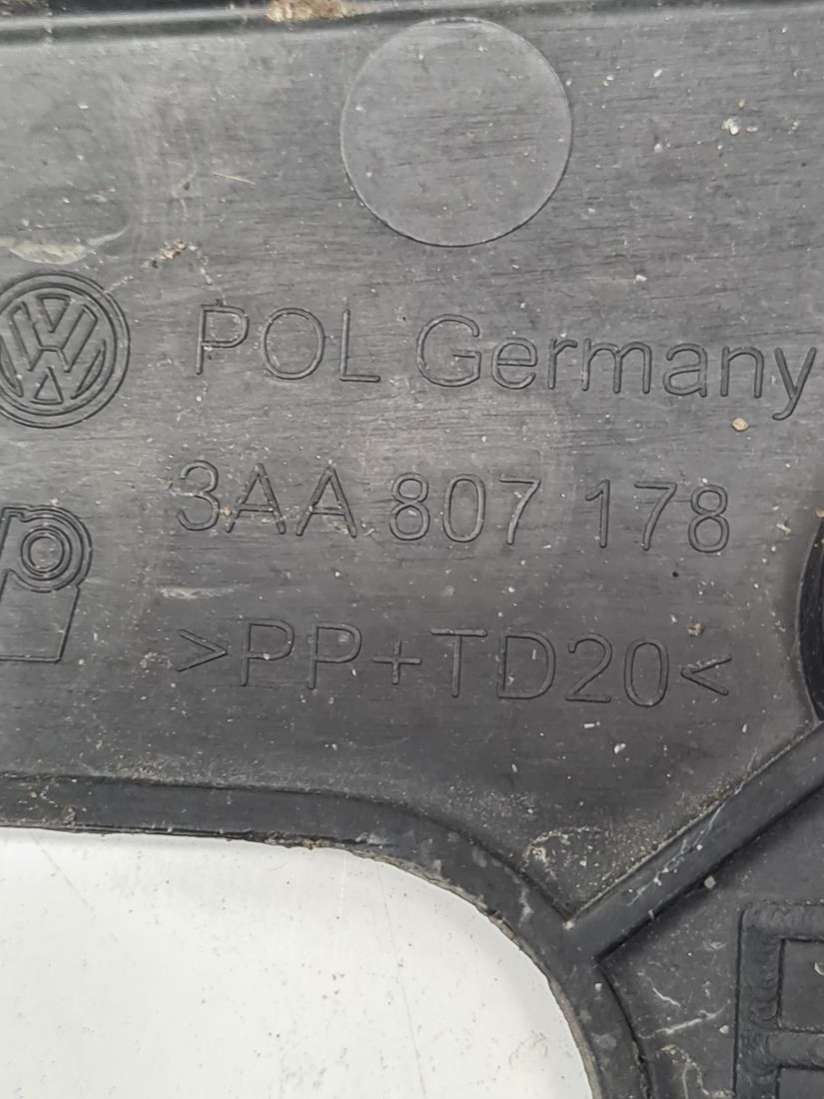 POL Germany
3AA 807 178
>PP+TD20<